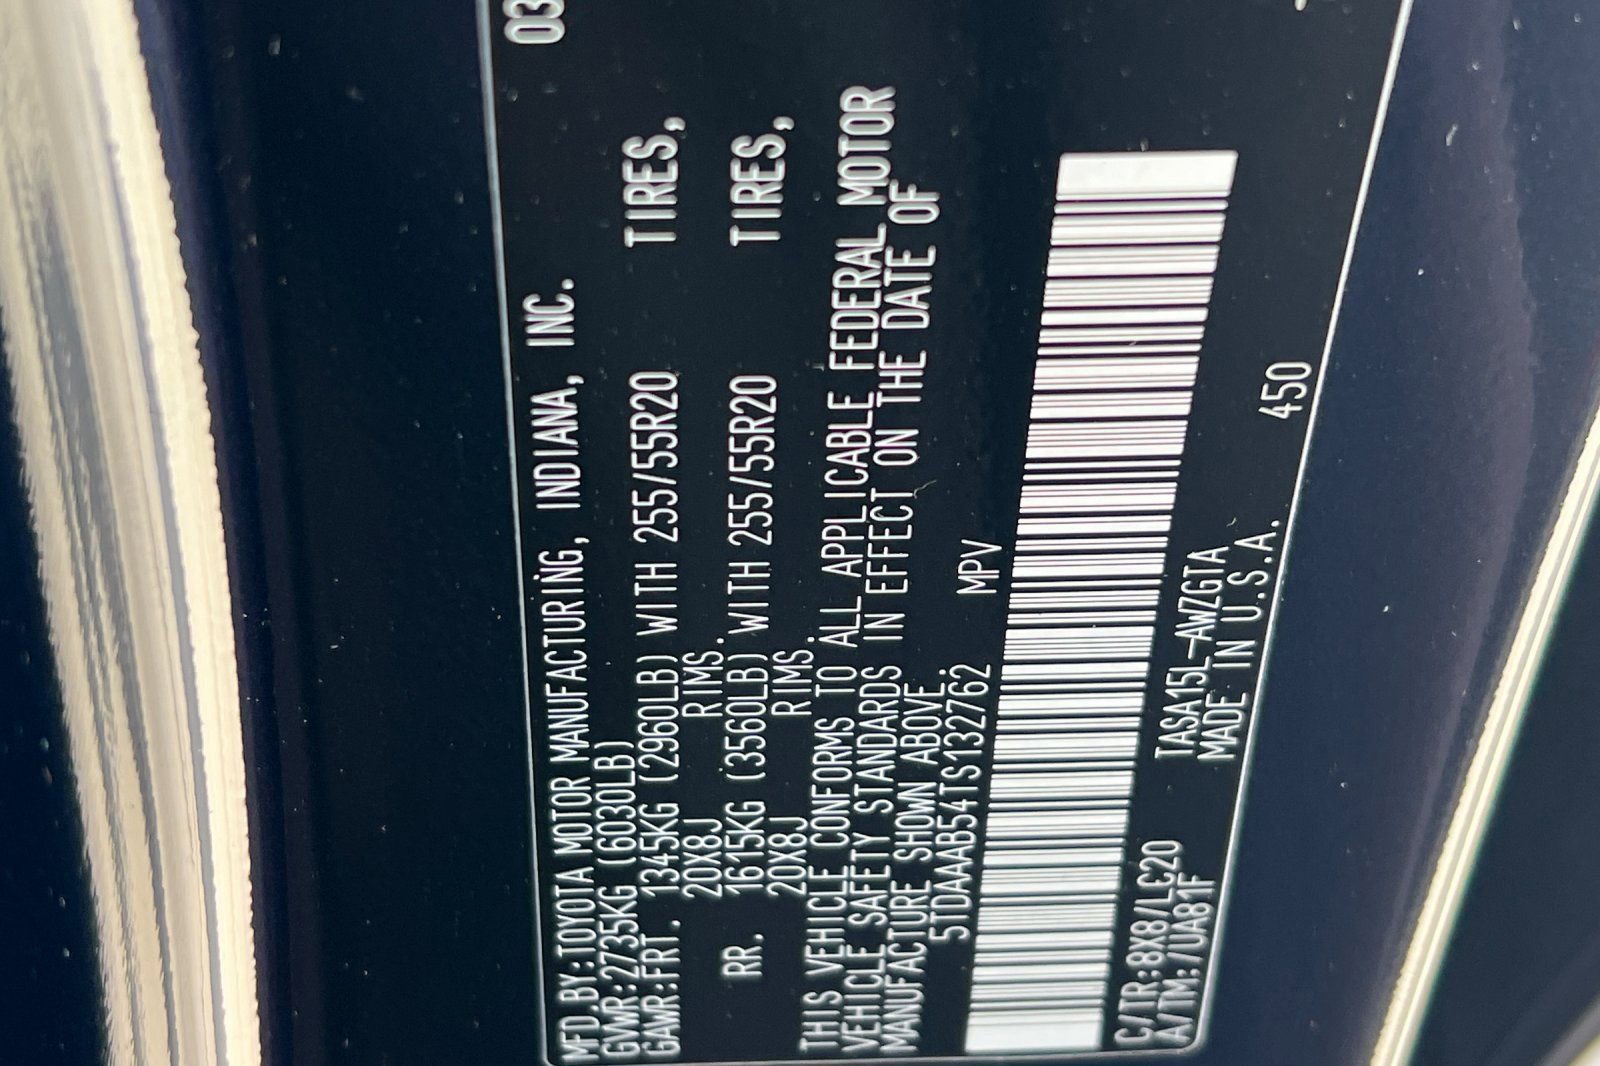 MFD.BY:TOYOTA MOTOR MANUFACTURING, INDIANA, INC. 03
GVWR:2735KG (6030LB)
GAWR:FRT. 1345KG (2960LB) WITH 255/55R20 TIRES,
20X8J RIMS.
RR. 1615KG (3560LB) WITH 255/55R20 TIRES,
20X8J RIMS.
THIS VEHICLE CONFORMS TO ALL APPLICABLE FEDERAL MOTOR
VEHICLE SAFETY STANDARDS IN EFFECT ON THE DATE OF
MANUFACTURE SHOWN ABOVE.
5TDAAAB54TS132762 MPV
C/TR:8X8/LC20 TASA15L-AWZGTA
A/TM:/UA81F MADE IN U.S.A. 450